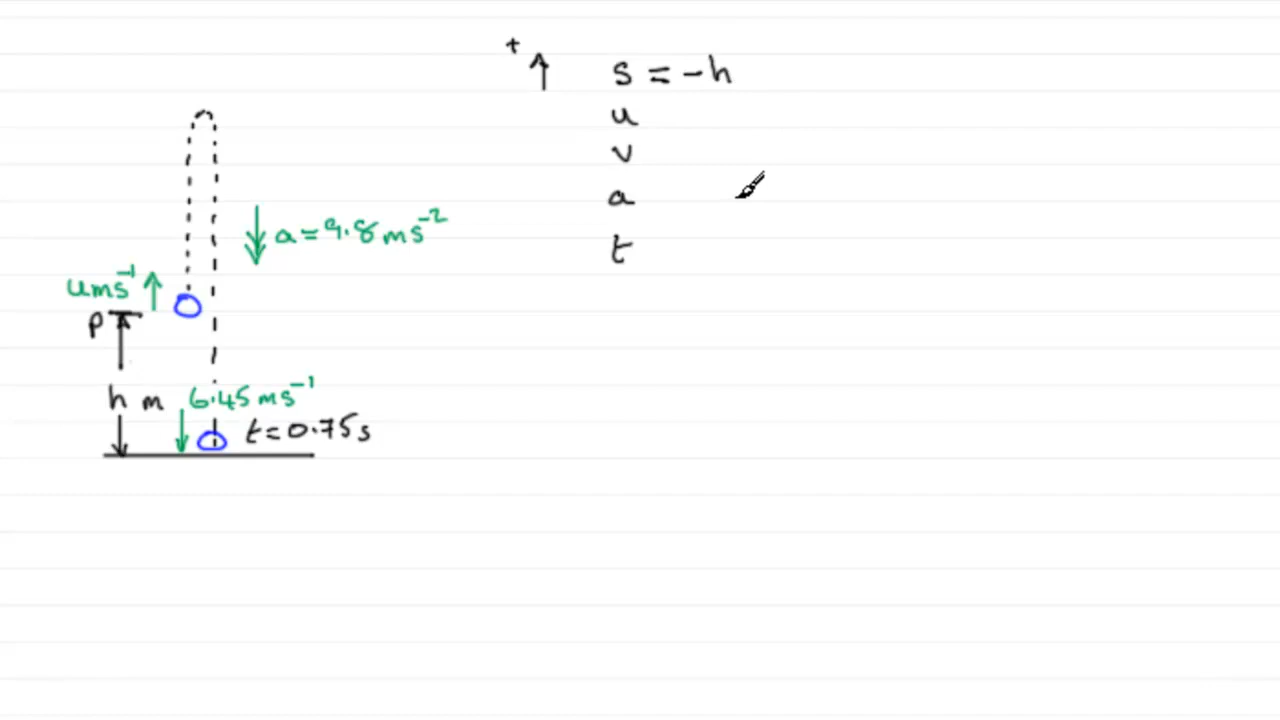 + ↑ s = -h
u
v
a
t
a = 9.8 ms⁻²
u ms⁻¹
P
h m
6.45 ms⁻¹
t = 0.75 s